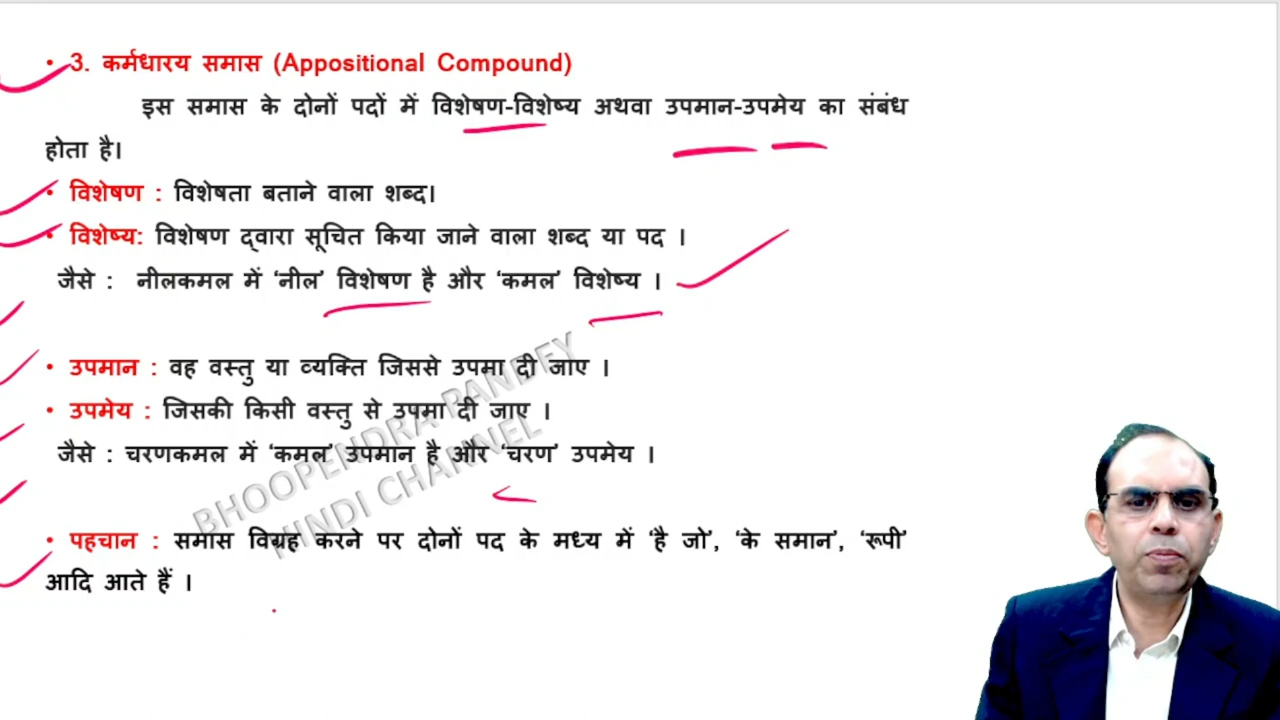 • 3. कर्मधारय समास (Appositional Compound)
इस समास के दोनों पदों में विशेषण-विशेष्य अथवा उपमान-उपमेय का संबंध
होता है।
• विशेषण : विशेषता बताने वाला शब्द।
• विशेष्य: विशेषण द्वारा सूचित किया जाने वाला शब्द या पद ।
जैसे : नीलकमल में ‘नील’ विशेषण है और ‘कमल’ विशेष्य ।
• उपमान : वह वस्तु या व्यक्ति जिससे उपमा दी जाए ।
• उपमेय : जिसकी किसी वस्तु से उपमा दी जाए ।
जैसे : चरणकमल में ‘कमल’ उपमान है और ‘चरण’ उपमेय ।
• पहचान : समास विग्रह करने पर दोनों पद के मध्य में ‘है जो’, ‘के समान’, ‘रूपी’
आदि आते हैं ।
BHOOPENDRA PANDEY
HINDI CHANNEL